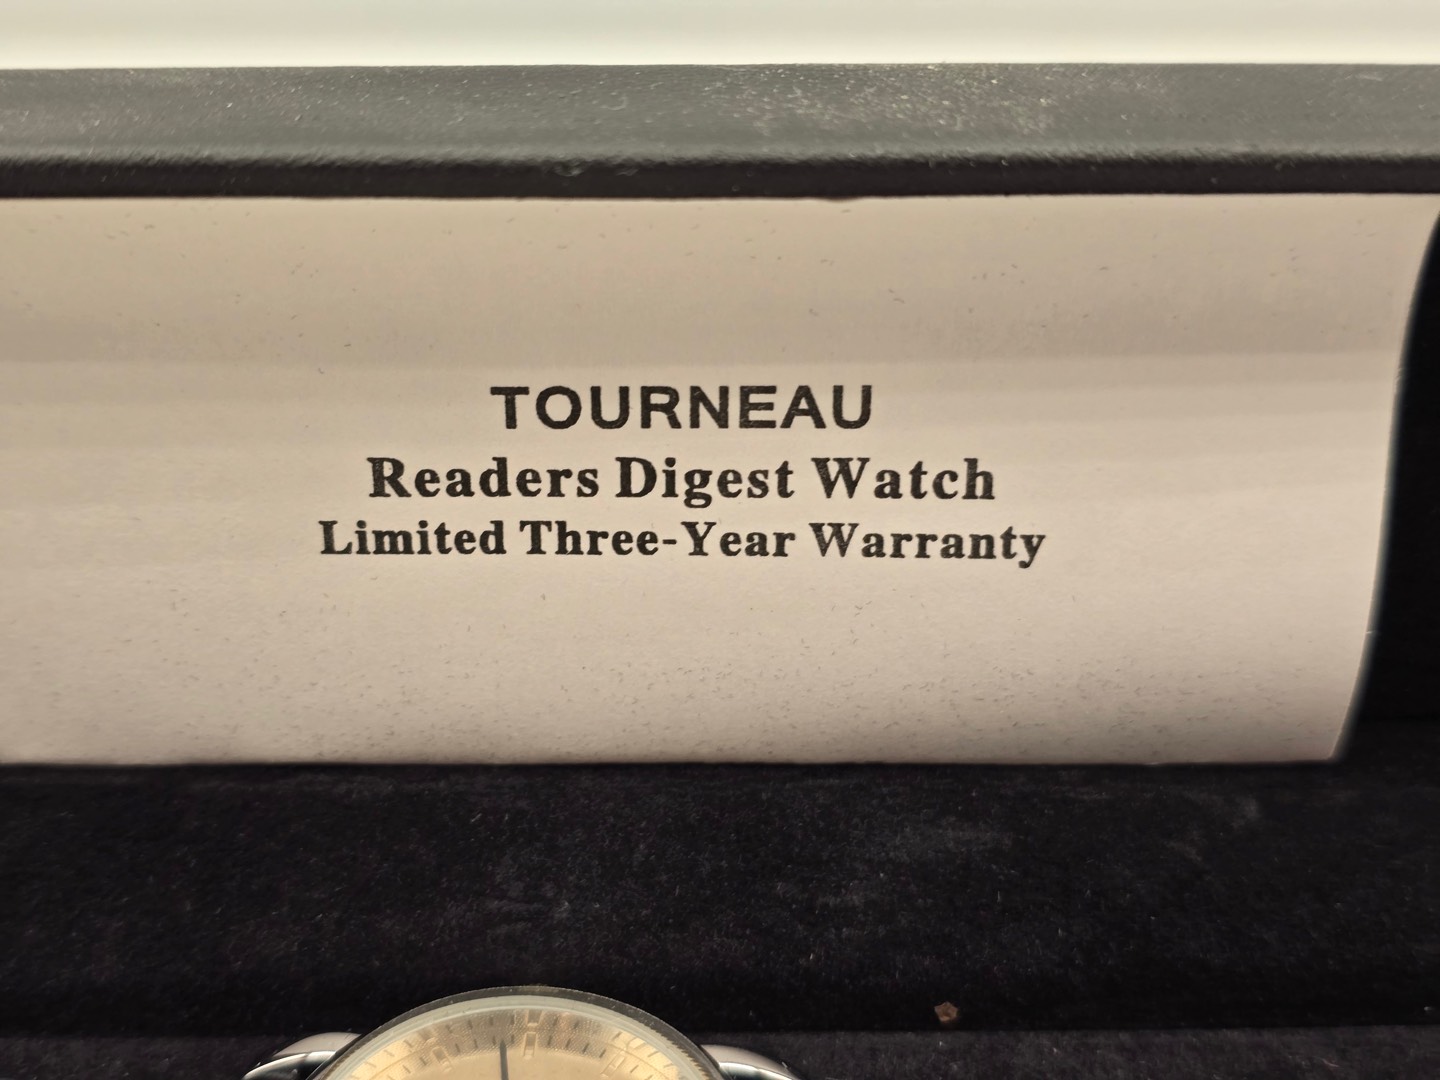 TOURNEAU
Readers Digest Watch
Limited Three-Year Warranty